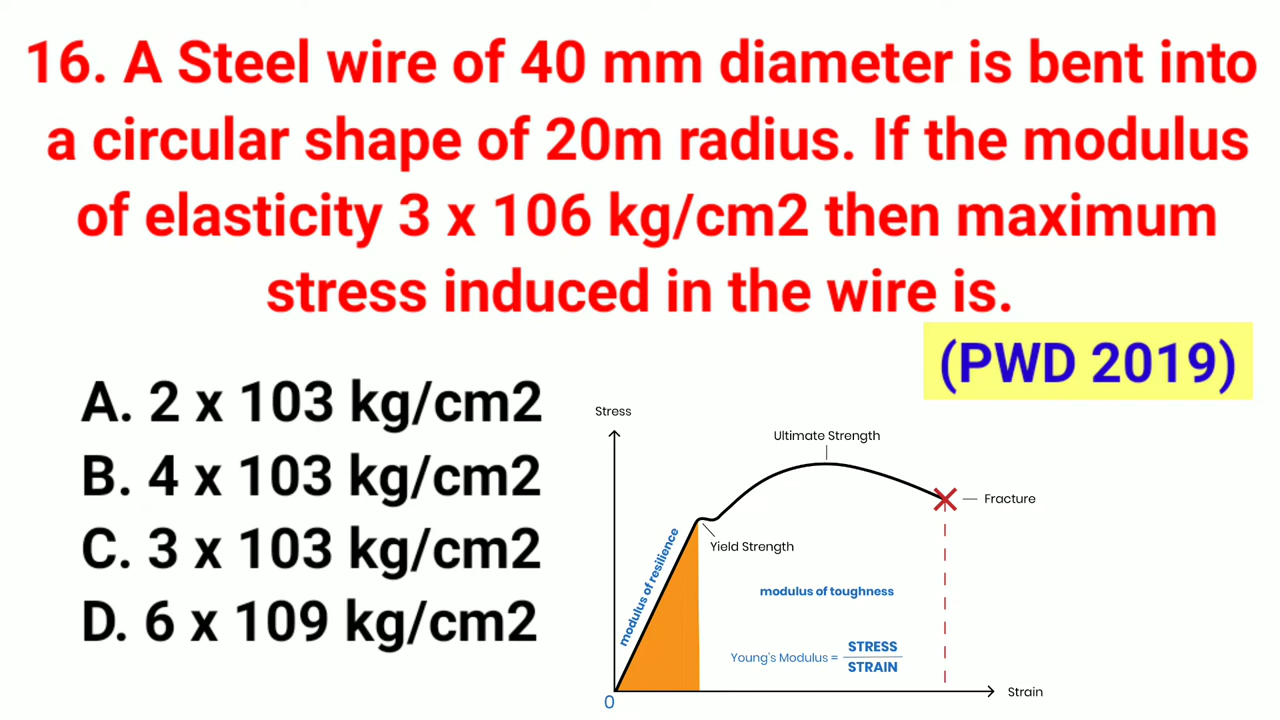 16. A Steel wire of 40 mm diameter is bent into
a circular shape of 20m radius. If the modulus
of elasticity 3 x 106 kg/cm2 then maximum
stress induced in the wire is.
(PWD 2019)
A. 2 x 103 kg/cm2
B. 4 x 103 kg/cm2
C. 3 x 103 kg/cm2
D. 6 x 109 kg/cm2
Stress
Ultimate Strength
Fracture
Yield Strength
modulus of resilience
modulus of toughness
Young's Modulus = STRESS
STRAIN
Strain
0